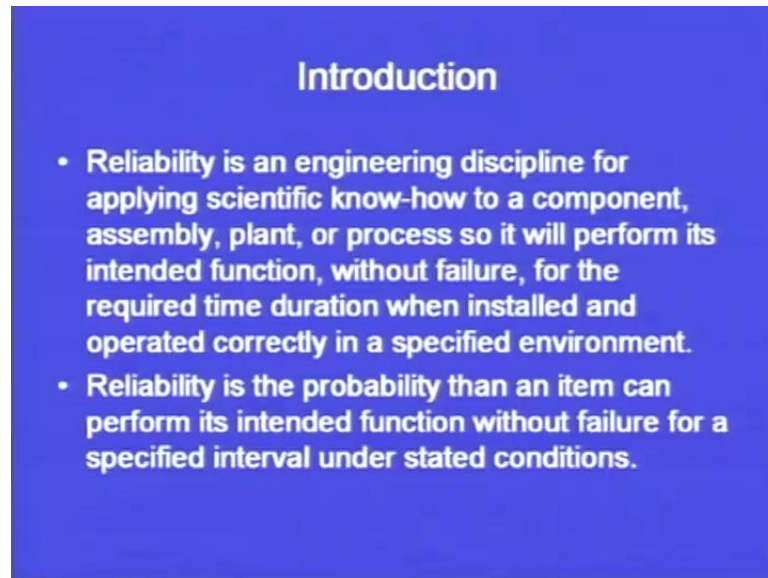 Introduction
• Reliability is an engineering discipline for
applying scientific know-how to a component,
assembly, plant, or process so it will perform its
intended function, without failure, for the
required time duration when installed and
operated correctly in a specified environment.
• Reliability is the probability than an item can
perform its intended function without failure for a
specified interval under stated conditions.